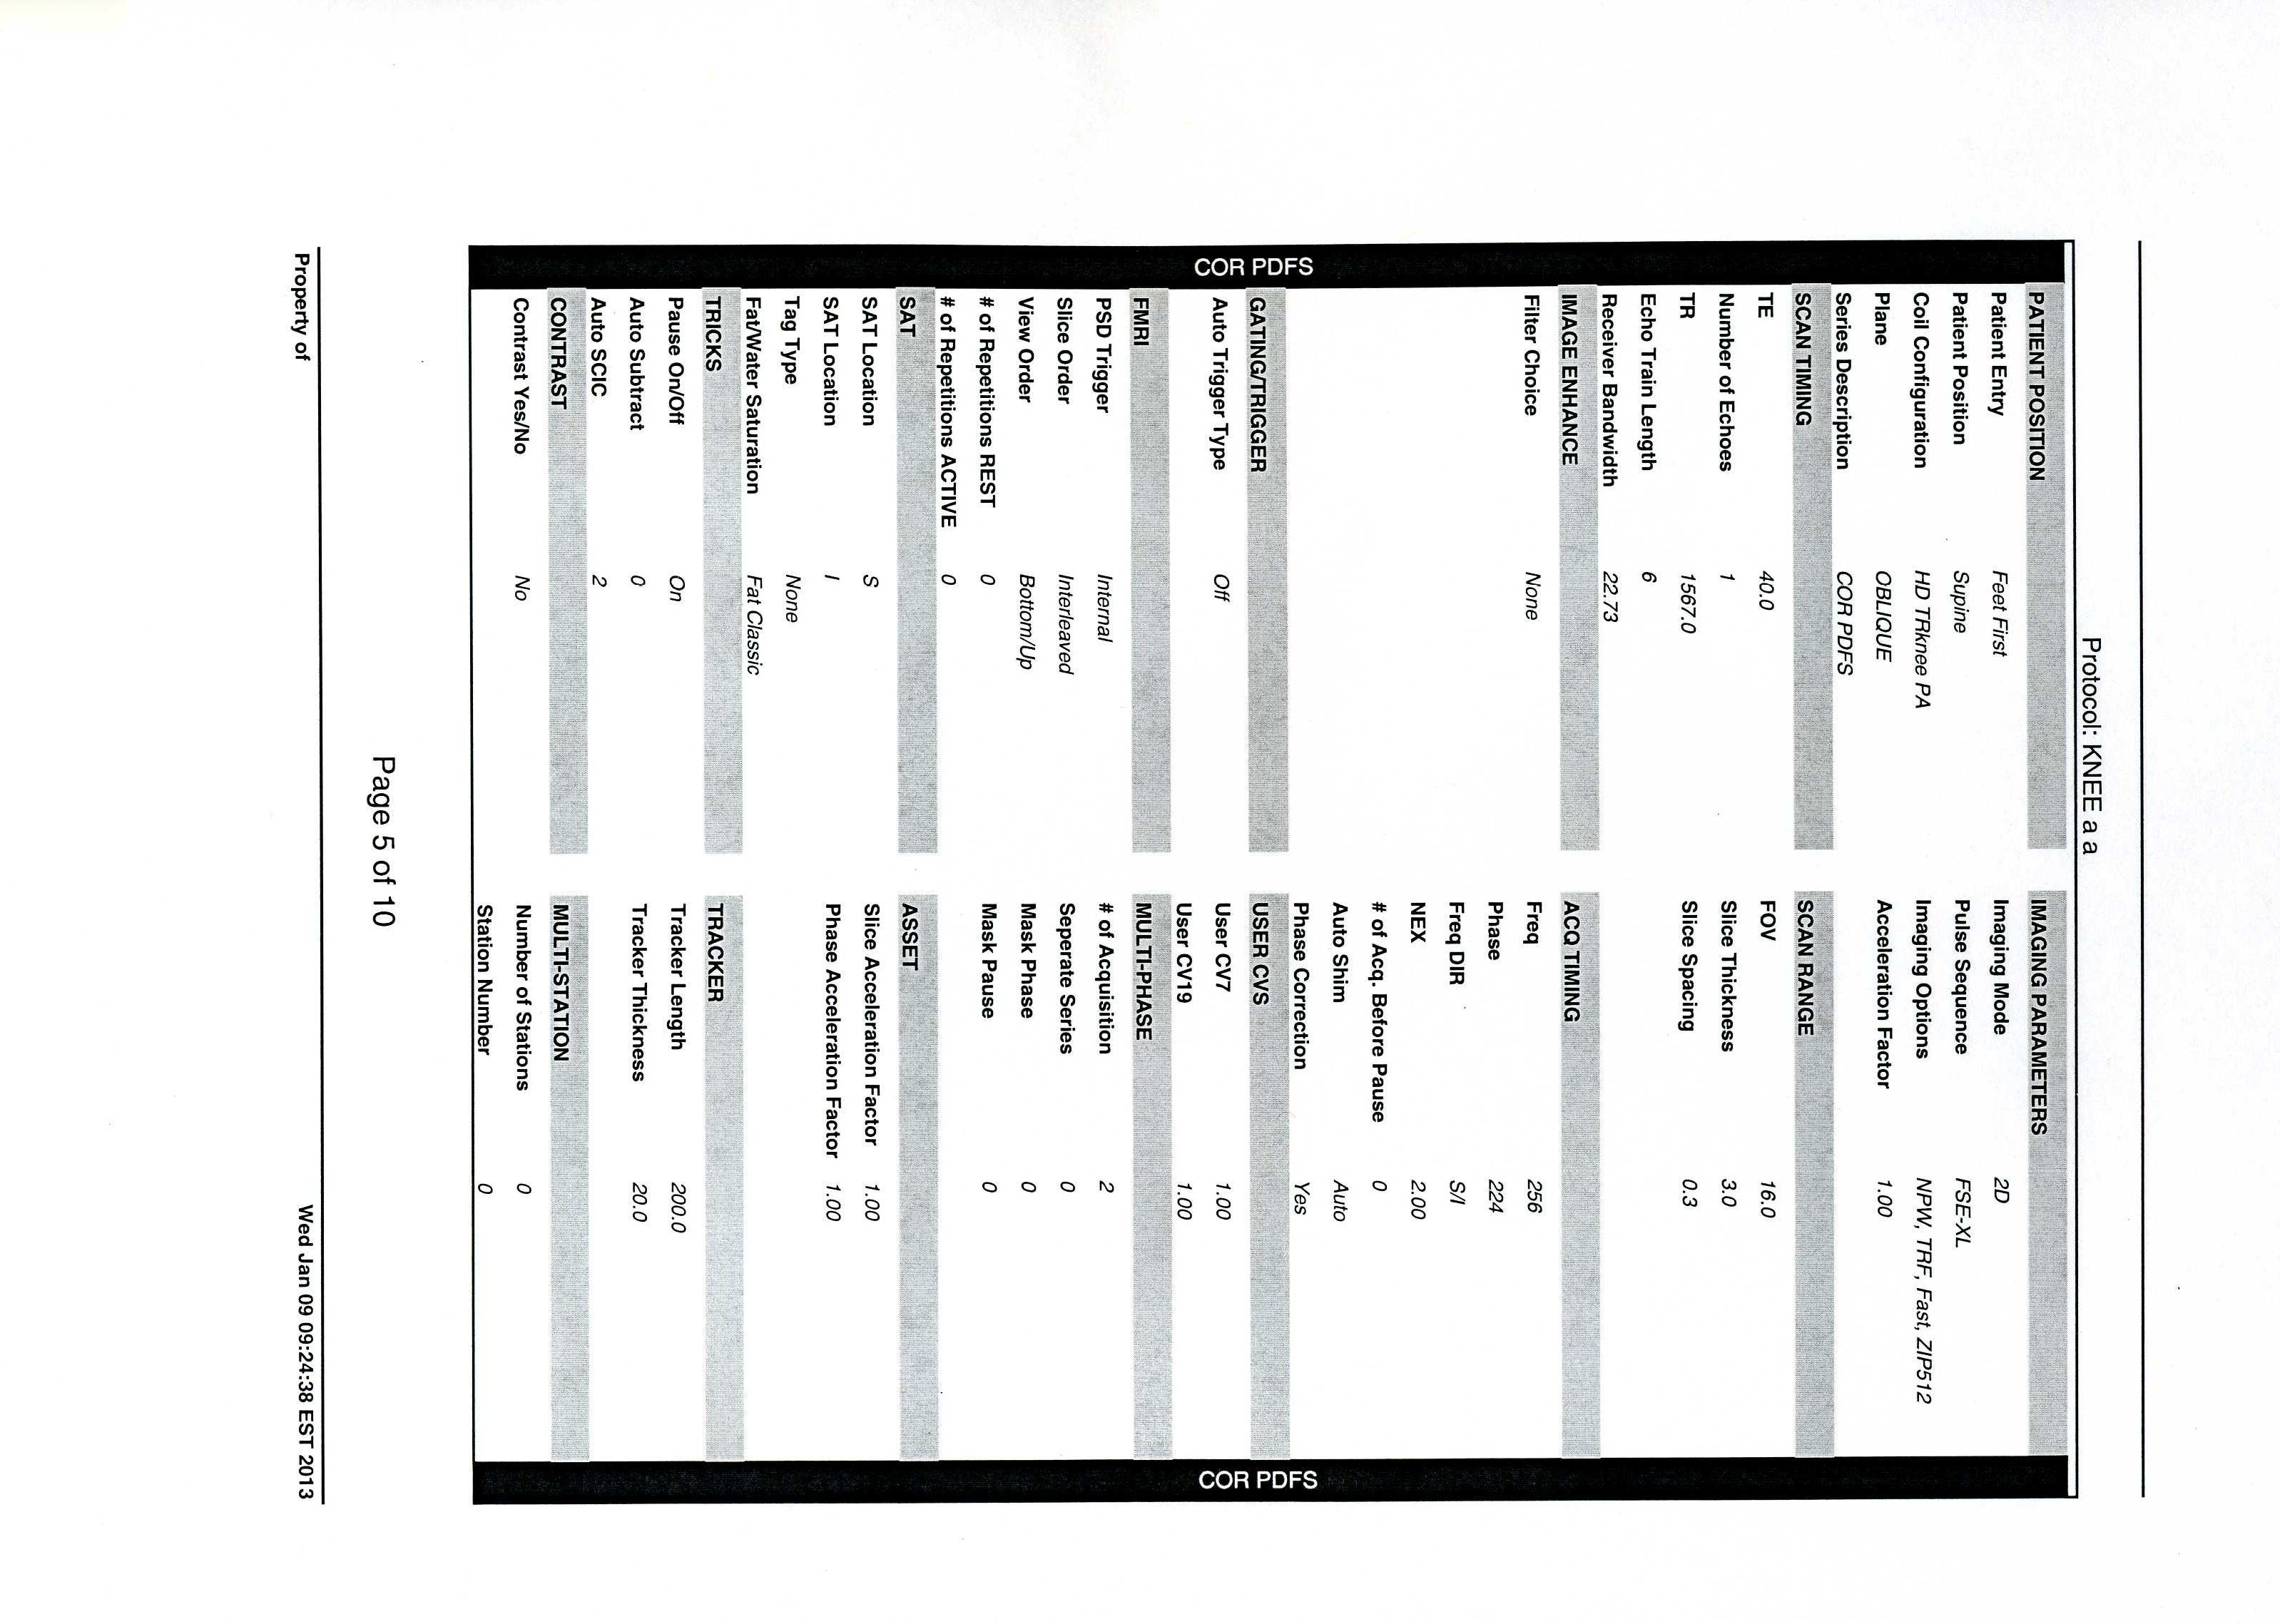 Protocol: KNEE a a
COR PDFS
PATIENT POSITION
Patient Entry Feet First
Patient Position Supine
Coil Configuration HD TRknee PA
Plane OBLIQUE
Series Description COR PDFS
SCAN TIMING
TE 40.0
Number of Echoes 1
TR 1567.0
Echo Train Length 6
Receiver Bandwidth 22.73
IMAGE ENHANCE
Filter Choice None
GATING/TRIGGER
Auto Trigger Type Off
FMRI
PSD Trigger Internal
Slice Order Interleaved
View Order Bottom/Up
# of Repetitions REST 0
# of Repetitions ACTIVE 0
SAT
SAT Location S
SAT Location I
Tag Type None
Fat/Water Saturation Fat Classic
TRICKS
Pause On/Off On
Auto Subtract 0
Auto SCIC 2
CONTRAST
Contrast Yes/No No
IMAGING PARAMETERS
Imaging Mode 2D
Pulse Sequence FSE-XL
Imaging Options NPW, TRF, Fast, ZIP512
Acceleration Factor 1.00
SCAN RANGE
FOV 16.0
Slice Thickness 3.0
Slice Spacing 0.3
ACQ TIMING
Freq 256
Phase 224
Freq DIR S/I
NEX 2.00
# of Acq. Before Pause 0
Auto Shim Auto
Phase Correction Yes
USER CVS
User CV7 1.00
User CV19 1.00
MULTI-PHASE
# of Acquisition 2
Seperate Series 0
Mask Phase 0
Mask Pause 0
ASSET
Slice Acceleration Factor 1.00
Phase Acceleration Factor 1.00
TRACKER
Tracker Length 200.0
Tracker Thickness 20.0
MULTI-STATION
Number of Stations 0
Station Number 0
COR PDFS
Page 5 of 10
Property of
Wed Jan 09 09:24:38 EST 2013